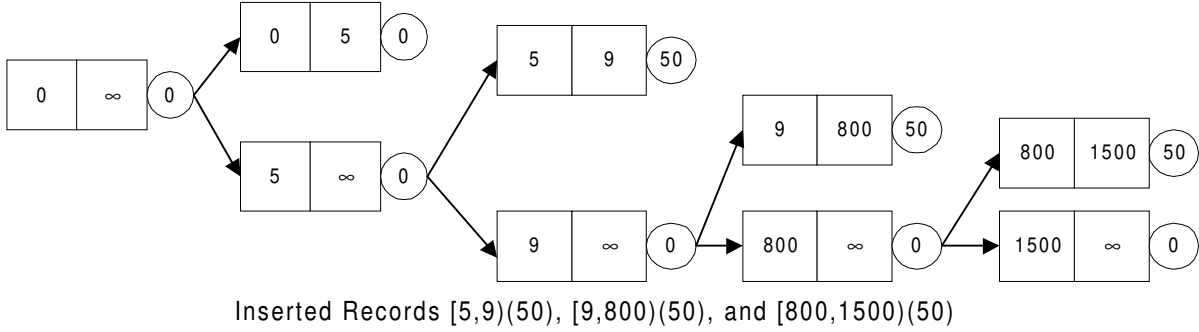 0 ∞ 0
0 5 0
5 ∞ 0
5 9 50
9 ∞ 0
9 800 50
800 ∞ 0
800 1500 50
1500 ∞ 0
Inserted Records [5,9)(50), [9,800)(50), and [800,1500)(50)